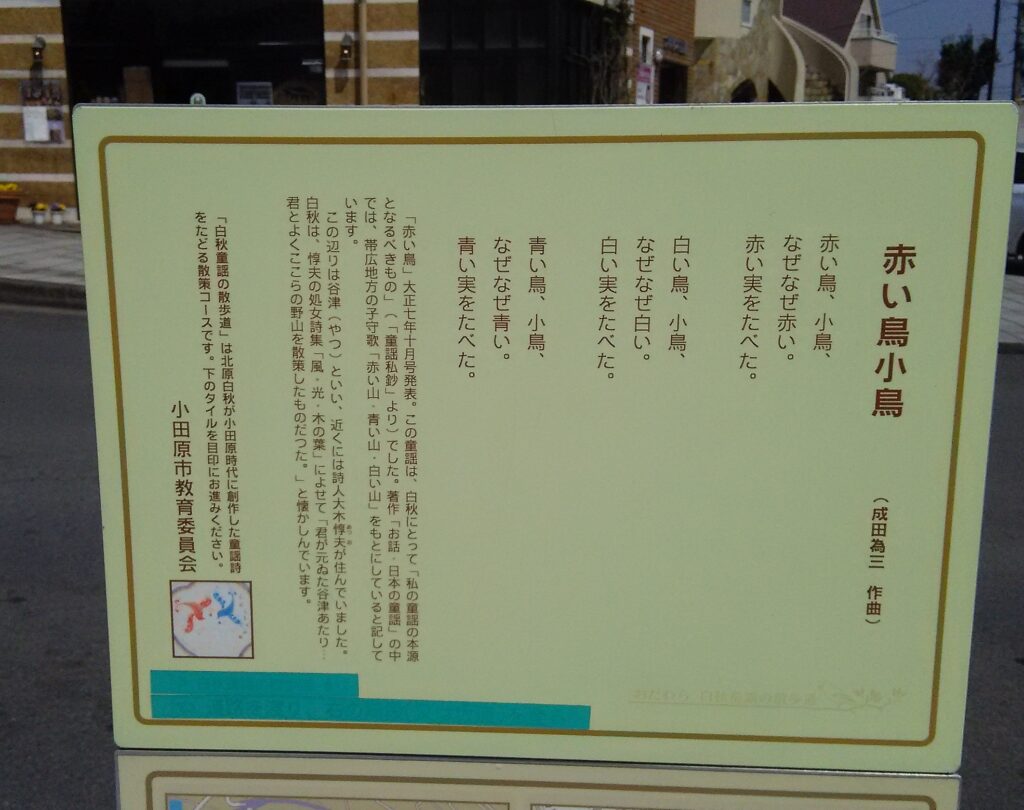 赤い鳥小鳥
（成田為三　作曲）
赤い鳥、小鳥、
なぜなぜ赤い。
赤い実をたべた。
白い鳥、小鳥、
なぜなぜ白い。
白い実をたべた。
青い鳥、小鳥、
なぜなぜ青い。
青い実をたべた。
「赤い鳥」大正七年十月号発表。この童謡は、白秋にとって「私の童謡の本源
となるべきもの」（「童謡私鈔」より）でした。著作「お話・日本の童謡」の中
では、帯広地方の子守歌「赤い山・青い山・白い山」をもとにしていると記して
います。
この辺りは谷津（やつ）といい、近くには詩人大木惇夫が住んでいました。
あつお
白秋は、惇夫の処女詩集「風・光・木の葉」によせて「君が元ゐた谷津あたり…
君とよくここらの野山を散策したものだつた。」と懐かしんでいます。
「白秋童謡の散歩道」は北原白秋が小田原時代に創作した童謡詩
をたどる散策コースです。下のタイルを目印にお進みください。
小田原市教育委員会
おだわら 白秋童謡の散歩道